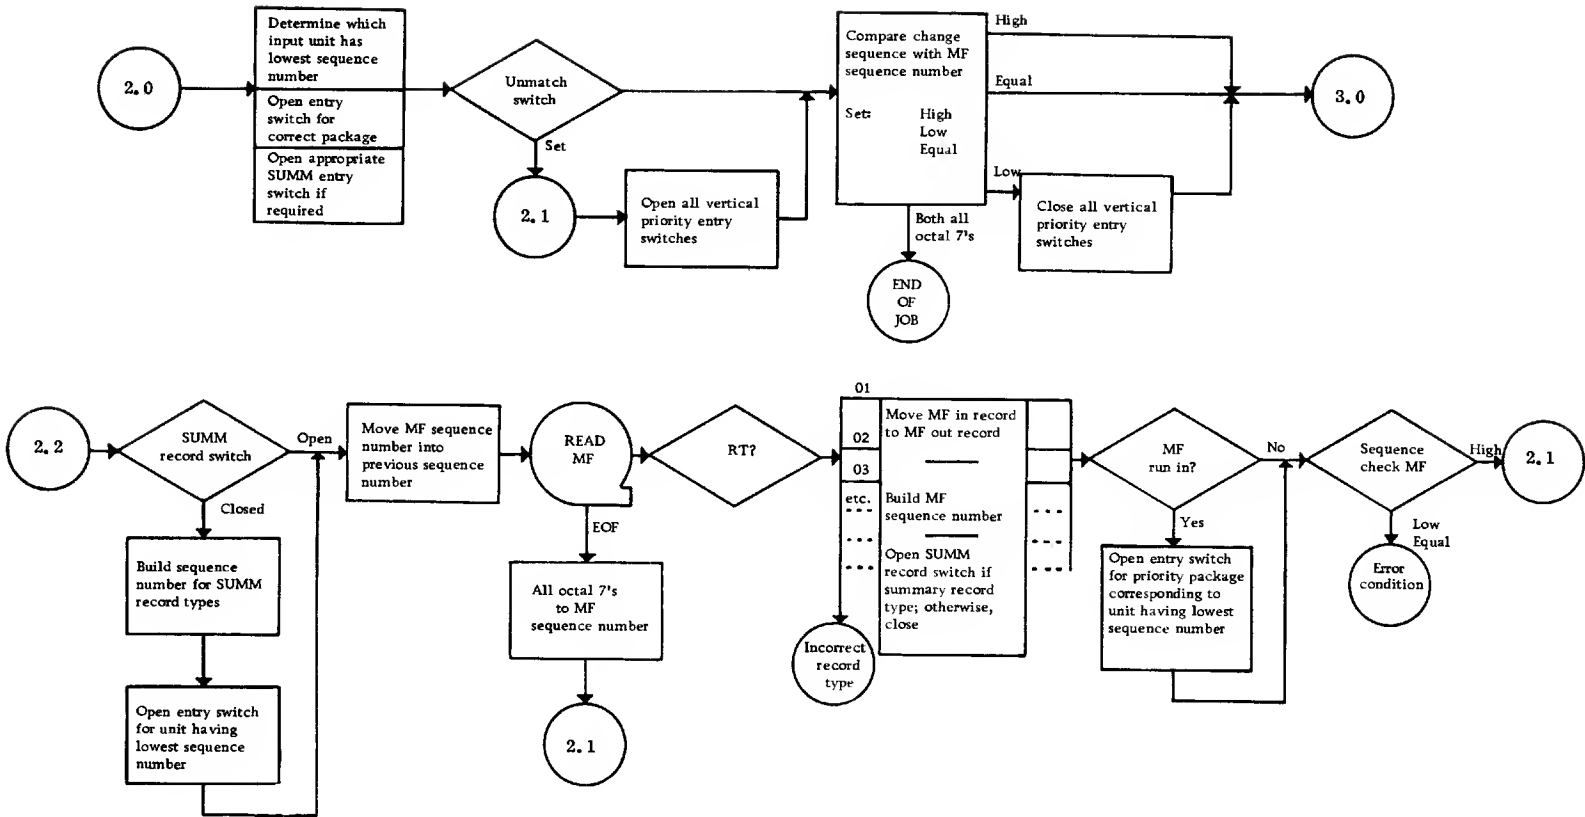 2.0
Determine which
input unit has
lowest sequence
number
Open entry
switch for
correct package
Open appropriate
SUMM entry
switch if
required
Unmatch
switch
Set
2.1
Open all vertical
priority entry
switches
Compare change
sequence with MF
sequence number
Set: High
Low
Equal
High
Equal
Low
Both all
octal 7's
END
OF
JOB
Close all vertical
priority entry
switches
3.0
2.2
SUMM
record switch
Open
Closed
Build sequence
number for SUMM
record types
Open entry switch
for unit having
lowest sequence
number
Move MF sequence
number into
previous sequence
number
READ
MF
EOF
All octal 7's
to MF
sequence number
2.1
RT?
01
02
03
etc.
Incorrect
record
type
Move MF in record
to MF out record
Build MF
sequence number
Open SUMM
record switch if
summary record
type; otherwise,
close
MF
run in?
No
Yes
Open entry switch
for priority package
corresponding to
unit having lowest
sequence number
Sequence
check MF
High
Low
Equal
Error
condition
2.1